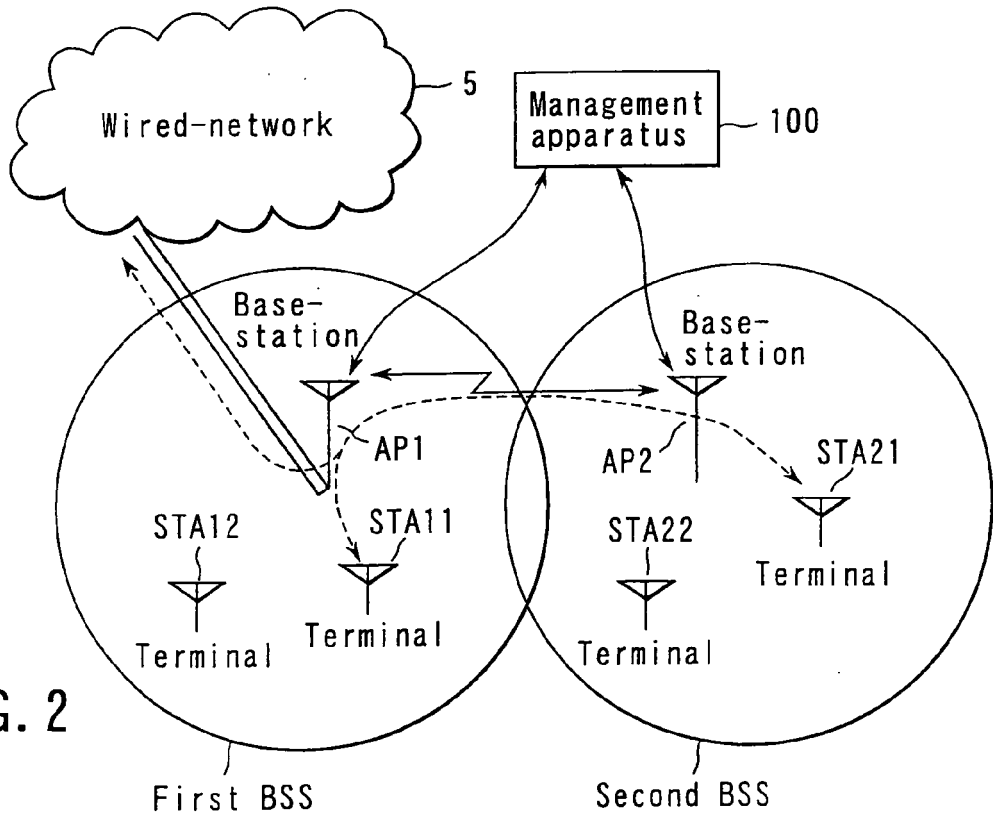 5
Wired-network
Management
apparatus
100
Base-
station
Base-
station
AP1
AP2
STA21
STA12
STA11
STA22
Terminal
Terminal
Terminal
Terminal
G. 2
First BSS
Second BSS